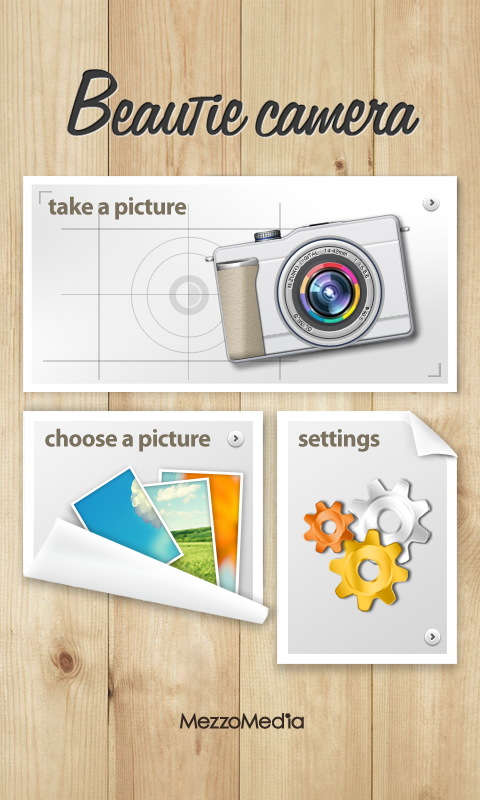 Beautie camera
take a picture
choose a picture
settings
MezzoMedia